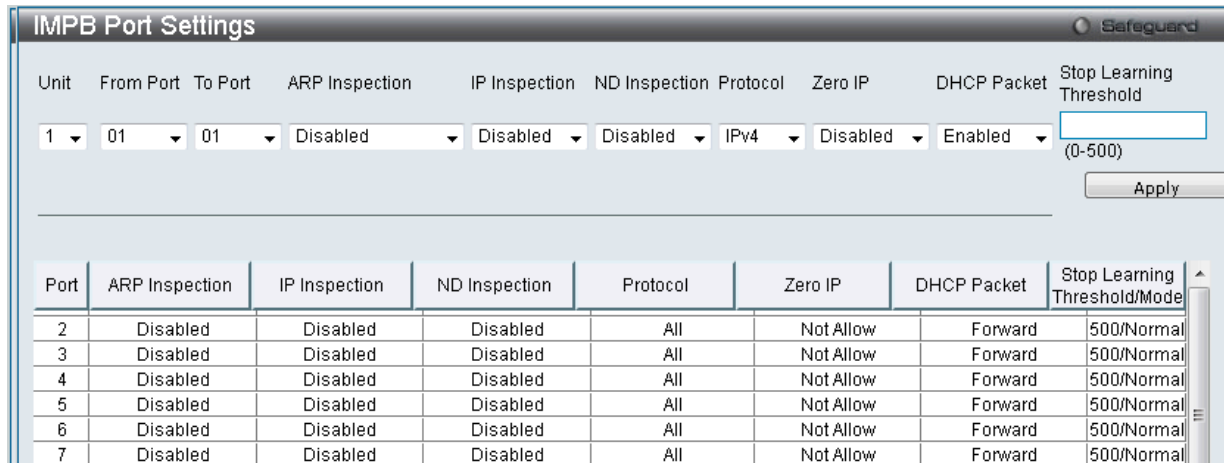 IMPB Port Settings
Safeguard
Unit From Port To Port ARP Inspection IP Inspection ND Inspection Protocol Zero IP DHCP Packet Stop Learning Threshold
1 01 01 Disabled Disabled Disabled IPv4 Disabled Enabled
(0-500)
Apply
Port ARP Inspection IP Inspection ND Inspection Protocol Zero IP DHCP Packet Stop Learning Threshold/Mode
2 Disabled Disabled Disabled All Not Allow Forward 500/Normal
3 Disabled Disabled Disabled All Not Allow Forward 500/Normal
4 Disabled Disabled Disabled All Not Allow Forward 500/Normal
5 Disabled Disabled Disabled All Not Allow Forward 500/Normal
6 Disabled Disabled Disabled All Not Allow Forward 500/Normal
7 Disabled Disabled Disabled All Not Allow Forward 500/Normal